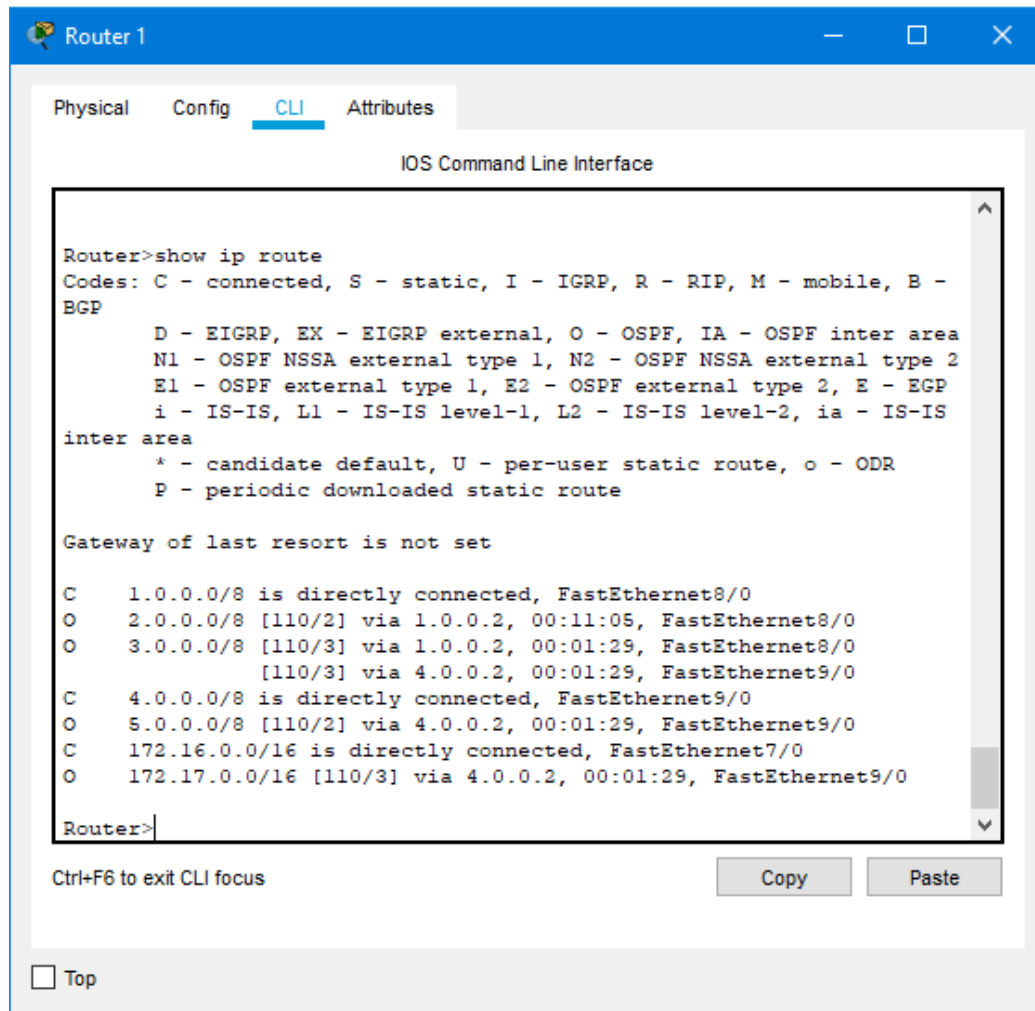 Router 1
Physical Config CLI Attributes
IOS Command Line Interface
Router>show ip route
Codes: C - connected, S - static, I - IGRP, R - RIP, M - mobile, B -
BGP
D - EIGRP, EX - EIGRP external, O - OSPF, IA - OSPF inter area
N1 - OSPF NSSA external type 1, N2 - OSPF NSSA external type 2
E1 - OSPF external type 1, E2 - OSPF external type 2, E - EGP
i - IS-IS, L1 - IS-IS level-1, L2 - IS-IS level-2, ia - IS-IS
inter area
* - candidate default, U - per-user static route, o - ODR
P - periodic downloaded static route
Gateway of last resort is not set
C 1.0.0.0/8 is directly connected, FastEthernet8/0
O 2.0.0.0/8 [110/2] via 1.0.0.2, 00:11:05, FastEthernet8/0
O 3.0.0.0/8 [110/3] via 1.0.0.2, 00:01:29, FastEthernet8/0
[110/3] via 4.0.0.2, 00:01:29, FastEthernet9/0
C 4.0.0.0/8 is directly connected, FastEthernet9/0
O 5.0.0.0/8 [110/2] via 4.0.0.2, 00:01:29, FastEthernet9/0
C 172.16.0.0/16 is directly connected, FastEthernet7/0
O 172.17.0.0/16 [110/3] via 4.0.0.2, 00:01:29, FastEthernet9/0
Router>
Ctrl+F6 to exit CLI focus
Copy Paste
Top